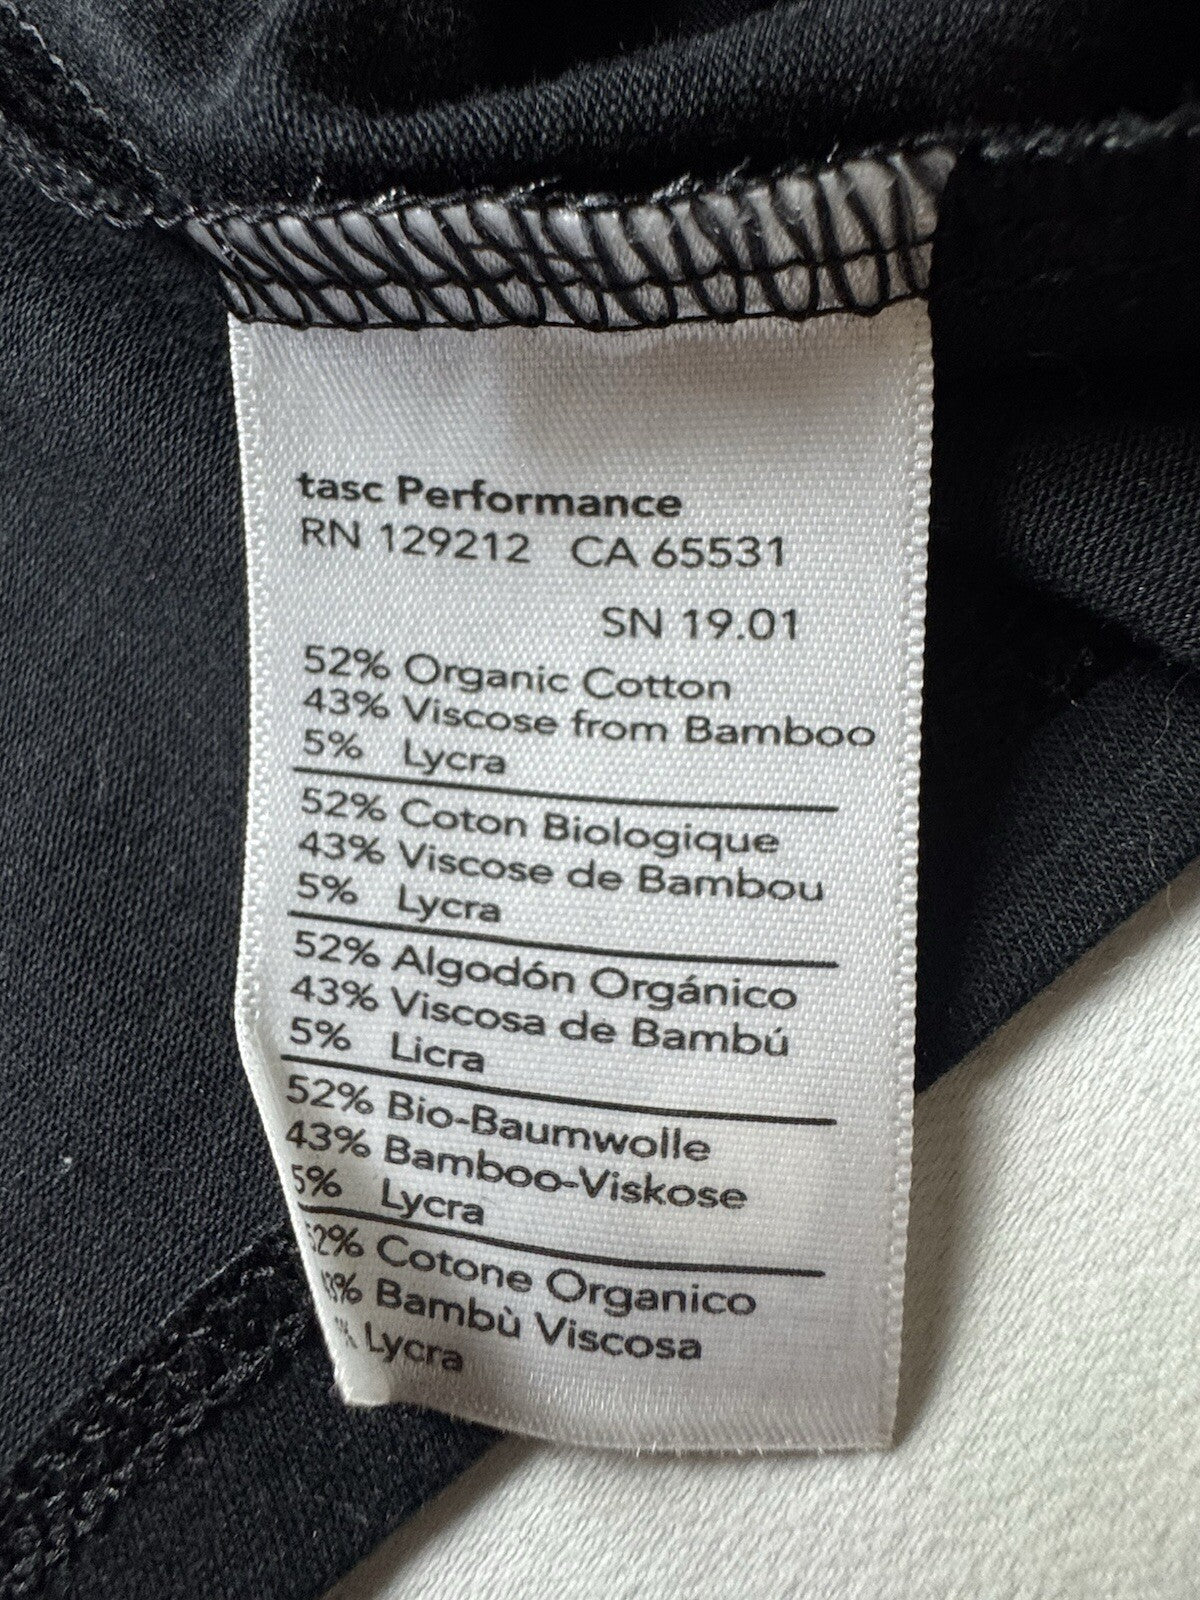 tasc Performance
RN 129212 CA 65531
SN 19.01
52% Organic Cotton
43% Viscose from Bamboo
5% Lycra
52% Coton Biologique
43% Viscose de Bambou
5% Lycra
52% Algodón Orgánico
43% Viscosa de Bambú
5% Licra
52% Bio-Baumwolle
43% Bamboo-Viskose
5% Lycra
52% Cotone Organico
43% Bambù Viscosa
% Lycra